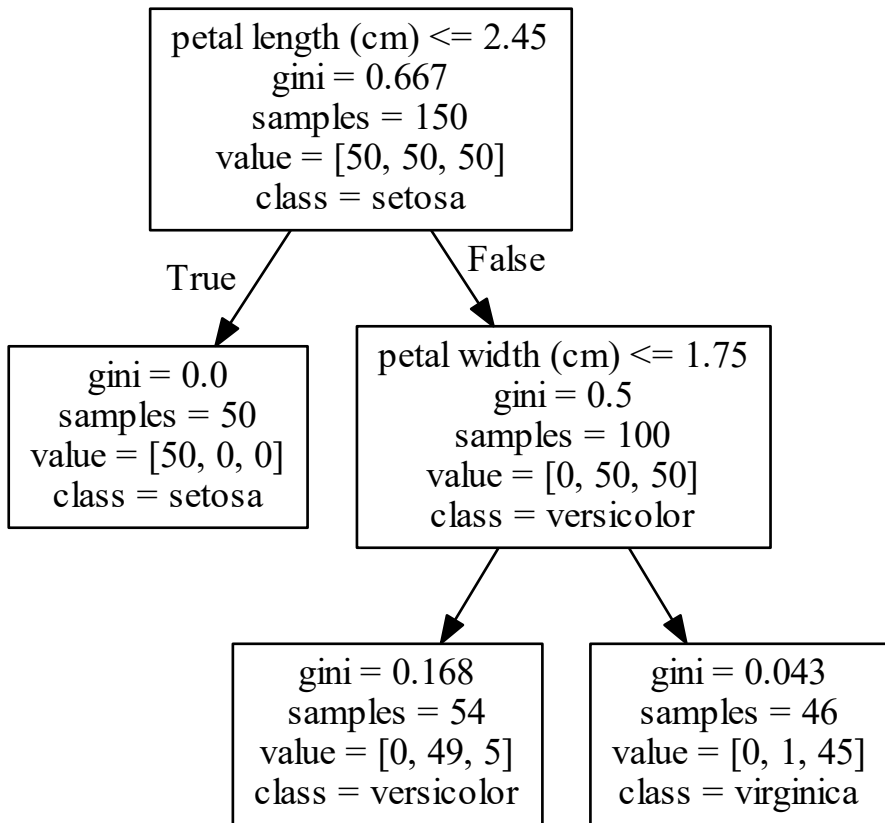 petal length (cm) <= 2.45
gini = 0.667
samples = 150
value = [50, 50, 50]
class = setosa
True
False
gini = 0.0
samples = 50
value = [50, 0, 0]
class = setosa
petal width (cm) <= 1.75
gini = 0.5
samples = 100
value = [0, 50, 50]
class = versicolor
gini = 0.168
samples = 54
value = [0, 49, 5]
class = versicolor
gini = 0.043
samples = 46
value = [0, 1, 45]
class = virginica